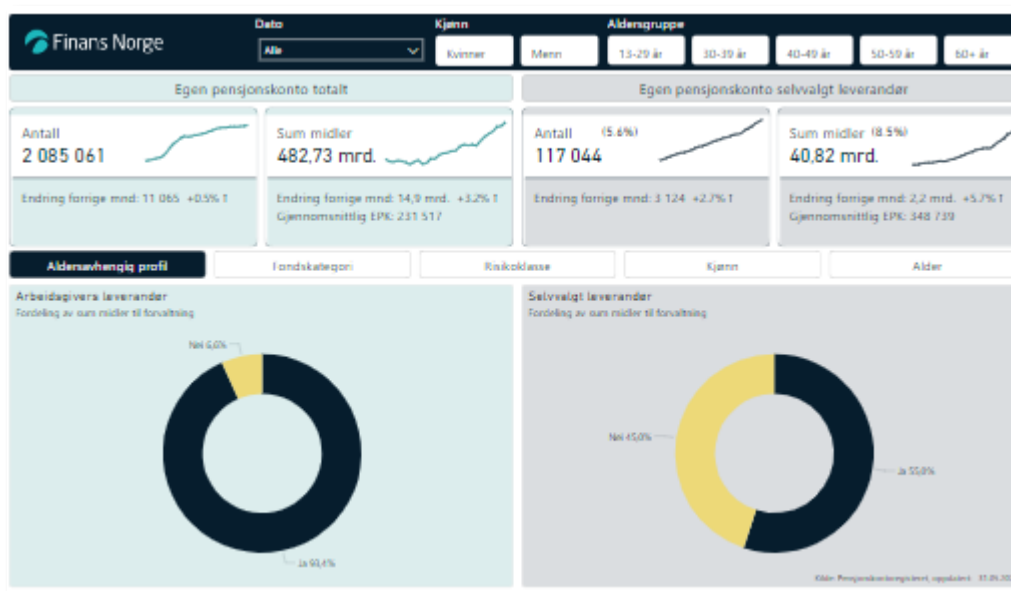 Finans Norge
Dato
Alle
Kjønn
Kvinner
Menn
Aldersgruppe
13-29 år
30-39 år
40-49 år
50-59 år
60+ år
Egen pensjonskonto totalt
Egen pensjonskonto selvvalgt leverandør
Antall
2 085 061
Endring forrige mnd: 11 065 +0.5% ↑
Sum midler
482,73 mrd.
Endring forrige mnd: 14,9 mrd. +3.2% ↑
Gjennomsnittlig EPK: 231 517
Antall (5.6%)
117 044
Endring forrige mnd: 3 124 +2.7% ↑
Sum midler (8.5%)
40,82 mrd.
Endring forrige mnd: 2,2 mrd. +5.7% ↑
Gjennomsnittlig EPK: 348 739
Aldersavhengig profil
Fondskategori
Risikoklasse
Kjønn
Alder
Arbeidsgivers leverandør
Fordeling av sum midler til forvaltning
Nei
Ja 93,4%
Selvvalgt leverandør
Fordeling av sum midler til forvaltning
Nei 45,0%
Ja 55,0%
Kilde: Pensjonskontoregisteret, oppdatert